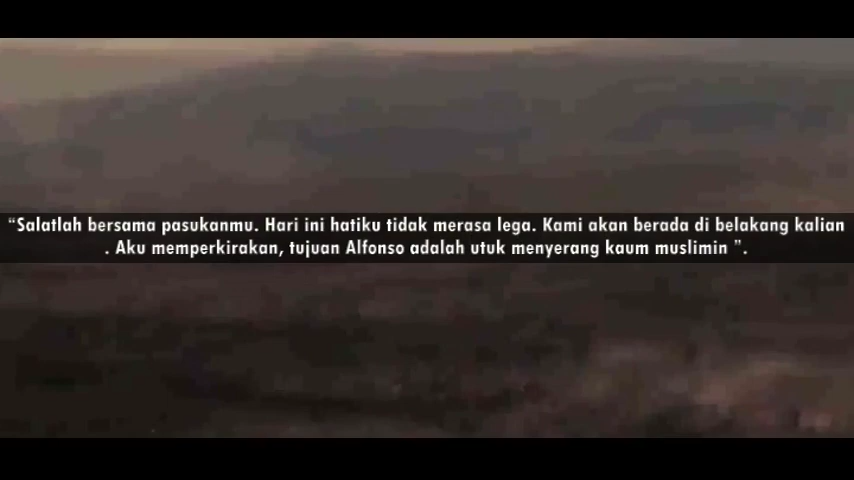 “Salatlah bersama pasukanmu. Hari ini hatiku tidak merasa lega. Kami akan berada di belakang kalian
. Aku memperkirakan, tujuan Alfonso adalah utuk menyerang kaum muslimin ”.